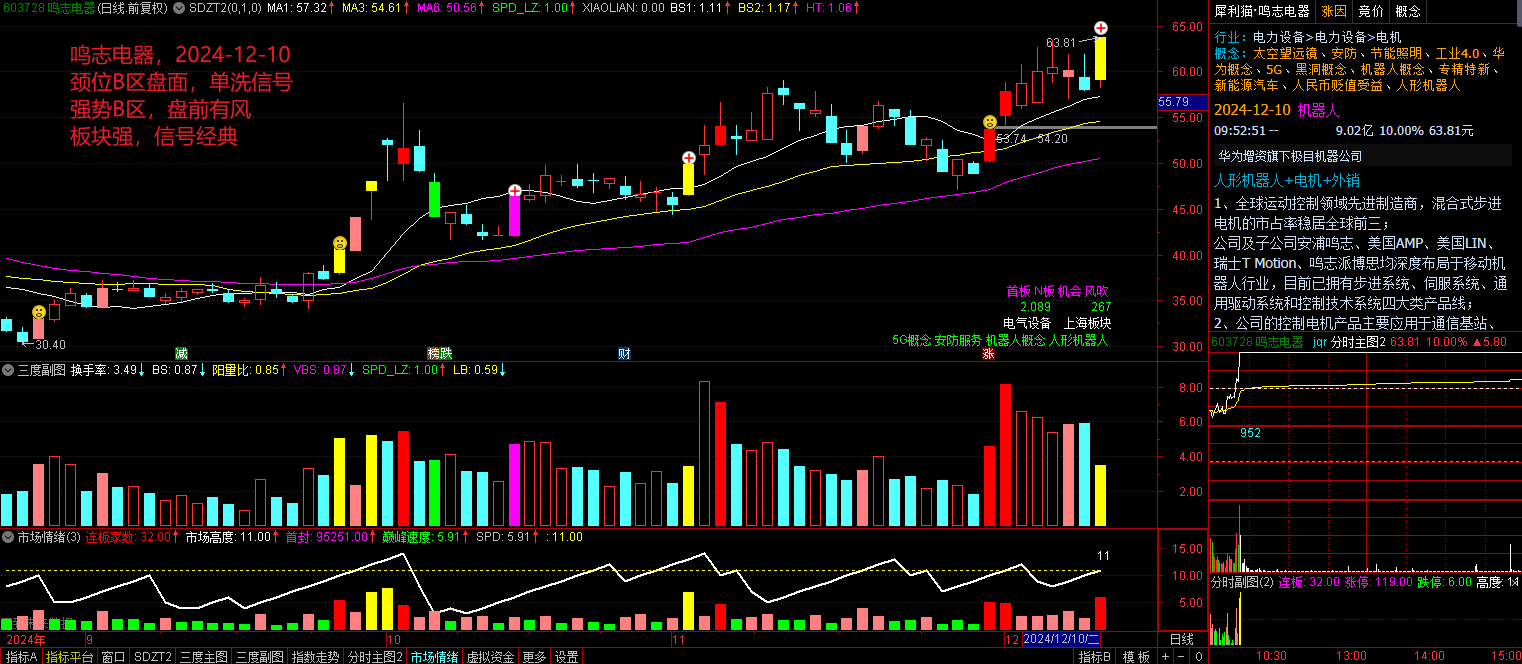 603728 鸣志电器(日线.前复权) SDZT2(0,1,0) MA1: 57.32↑ MA3: 54.61↑ MA6: 50.56↑ SPD_LZ: 1.00↑ XIAOLIAN: 0.00 BS1: 1.11↑ BS2: 1.17↑ HT: 1.06↑
鸣志电器，2024-12-10
颈位B区盘面，单洗信号
强势B区，盘前有风
板块强，信号经典
65.00
63.81
60.00
55.79
55.00
53.74－54.20
50.00
45.00
40.00
35.00
30.40
30.00
首板 N板 机会 风吹
2.089 267
电气设备 上海板块
5G概念 安防服务 机器人概念 人形机器人
减 榜 跌 财 涨
三度副图 换手率: 3.49↓ BS: 0.87↓ 阳量比: 0.85↑ VBS: 0.87↓ SPD_LZ: 1.00↑ LB: 0.59↓
8.00
6.00
4.00
2.00
市场情绪(3) 连板家数: 32.00↑ 市场高度: 11.00↑ 首封: 95251.00↑ 巅峰速度: 5.91↑ SPD: 5.91↑ : 11.00
11
15.00
10.00
5.00
2024年 9 10 11 12 2024/12/10/二 日线
指标A 指标平台 窗口 SDZT2 三度主图 三度副图 指数走势 分时主图2 市场情绪 虚拟资金 更多 设置 指标B 模板 + - 0
犀利猫·鸣志电器 涨因 竞价 概念
行业: 电力设备>电力设备>电机
概念: 太空望远镜、安防、节能照明、工业4.0、华
为概念、5G、黑洞概念、机器人概念、专精特新、
新能源汽车、人民币贬值受益、人形机器人
2024-12-10 机器人
09:52:51 -- 9.02亿 10.00% 63.81元
华为增资旗下极目机器公司
人形机器人+电机+外销
1、全球运动控制领域先进制造商，混合式步进
电机的市占率稳居全球前三；
公司及子公司安浦鸣志、美国AMP、美国LIN、
瑞士T Motion、鸣志派博思均深度布局于移动机
器人行业，目前已拥有步进系统、伺服系统、通
用驱动系统和控制技术系统四大类产品线；
2、公司的控制电机产品主要应用于通信基站、
603728 鸣志电器 jqr 分时主图2 63.81 10.00% ▲5.80
952
分时副图(2) 连板: 32.00 涨停: 119.00 跌停: 6.00 高度: 14
10:30 13:00 14:00 15:00